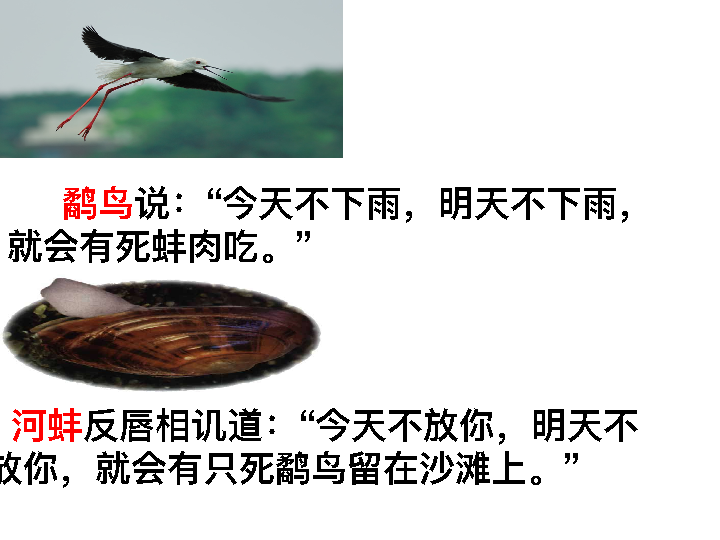 鹬鸟说：“今天不下雨，明天不下雨，
就会有死蚌肉吃。”
河蚌反唇相讥道：“今天不放你，明天不
放你，就会有只死鹬鸟留在沙滩上。”